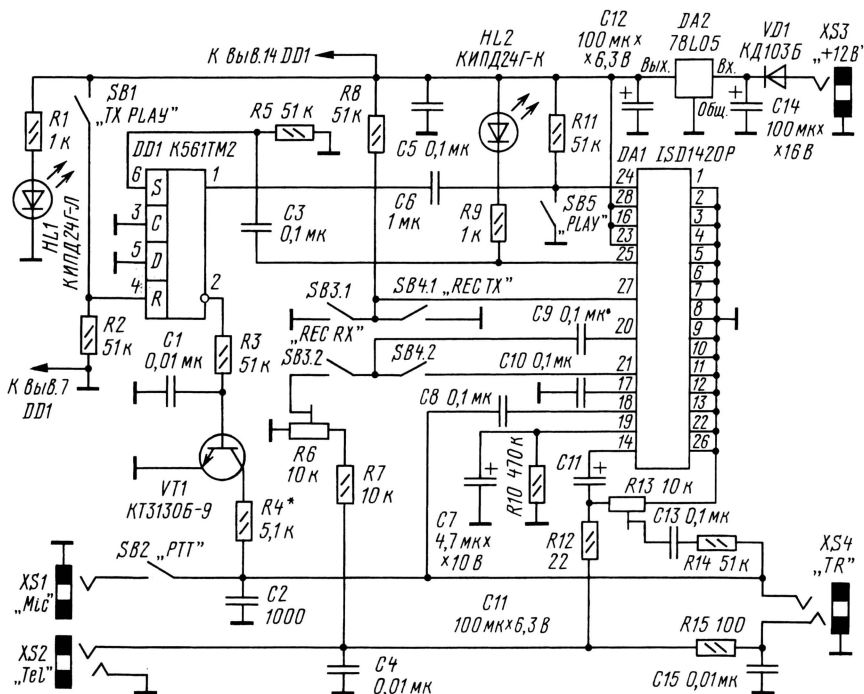 К выв.14 DD1
HL2
КИПД24Г-К
C12
100 мк×
×6,3 В
DA2
78L05
VD1
КД103Б
XS3
„+12В"
Вых.
Вх.
Общ.
SB1
„TX PLAY"
R1
1 к
R5 51 к
R8
51 к
C5 0,1 мк
R11
51 к
C14
100 мк×
×16 В
DD1 К561ТМ2
DA1 ISD1420P
HL1
КИПД24Г-Л
6 S 1
3 C
5 D
4 R 2
C6
1 мк
C3
0,1 мк
R9
1 к
SB5
„PLAY"
24 1
28 2
16 3
23 4
25 5
6
27 7
8
20 9
10
21 11
17 12
18 13
19 22
14 26
SB3.1
SB4.1 „REC TX"
„REC RX"
SB3.2
SB4.2
C9 0,1 мк*
C10 0,1 мк
C8 0,1 мк
R2
51 к
C1
0,01 мк
R3
51 к
К выв.7
DD1
R6
10 к
R7
10 к
VT1
КТ3130Б-9
R4*
5,1 к
R10 470 к
C11
R13 10 к
C7
4,7 мк×
×10 В
R12
22
C13 0,1 мк
R14 51 к
XS4
„TR"
SB2 „PTT"
XS1
„Mic"
C2
1000
C11
100 мк×6,3 В
R15 100
XS2
„Tel"
C4
0,01 мк
C15 0,01 мк